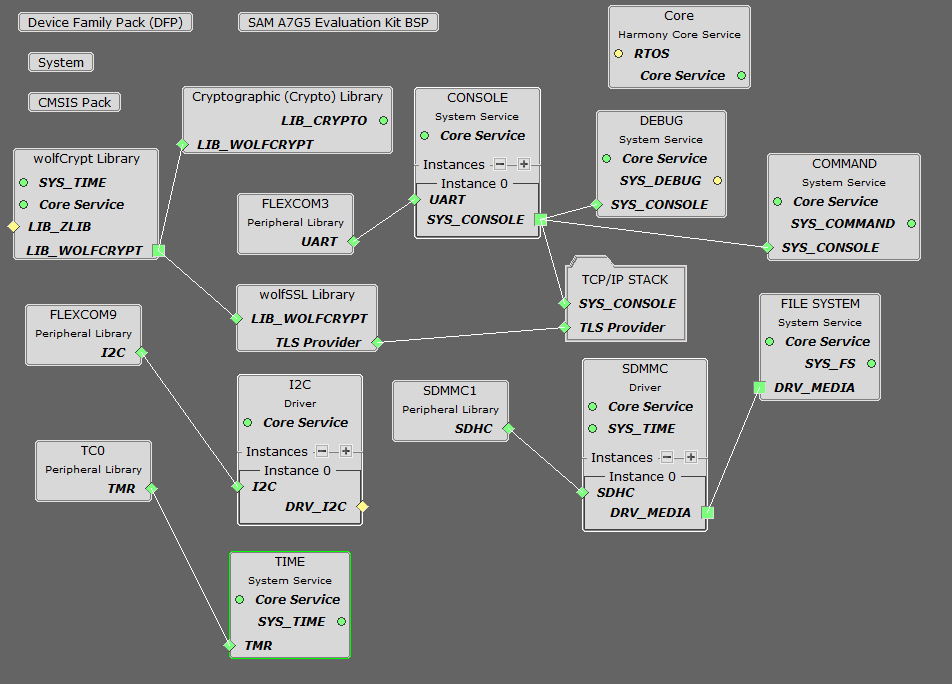 Device Family Pack (DFP)
SAM A7G5 Evaluation Kit BSP
System
CMSIS Pack
Core
Harmony Core Service
RTOS
Core Service
Cryptographic (Crypto) Library
LIB_CRYPTO
LIB_WOLFCRYPT
CONSOLE
System Service
Core Service
Instances
Instance 0
UART
SYS_CONSOLE
DEBUG
System Service
Core Service
SYS_DEBUG
SYS_CONSOLE
wolfCrypt Library
SYS_TIME
Core Service
LIB_ZLIB
LIB_WOLFCRYPT
COMMAND
System Service
Core Service
SYS_COMMAND
SYS_CONSOLE
FLEXCOM3
Peripheral Library
UART
TCP/IP STACK
SYS_CONSOLE
TLS Provider
wolfSSL Library
LIB_WOLFCRYPT
TLS Provider
FLEXCOM9
Peripheral Library
I2C
FILE SYSTEM
System Service
Core Service
SYS_FS
DRV_MEDIA
I2C
Driver
Core Service
Instances
Instance 0
I2C
DRV_I2C
SDMMC1
Peripheral Library
SDHC
SDMMC
Driver
Core Service
SYS_TIME
Instances
Instance 0
SDHC
DRV_MEDIA
TC0
Peripheral Library
TMR
TIME
System Service
Core Service
SYS_TIME
TMR